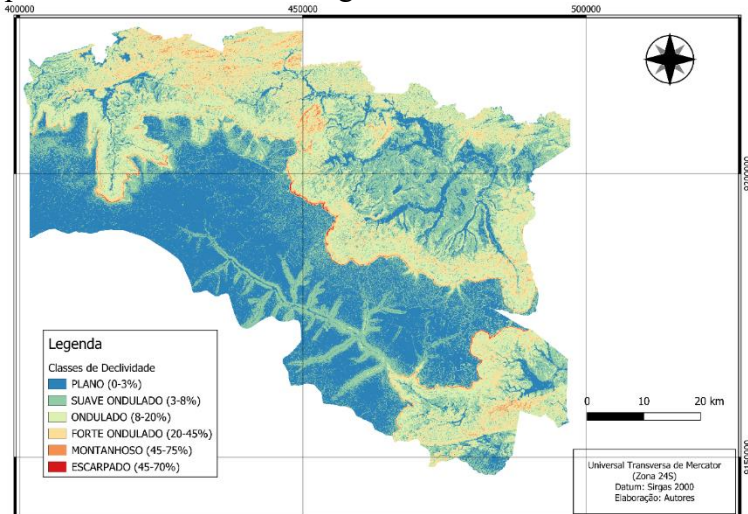 400000 450000 500000
9200000
Legenda
Classes de Declividade
PLANO (0-3%)
SUAVE ONDULADO (3-8%)
ONDULADO (8-20%)
FORTE ONDULADO (20-45%)
MONTANHOSO (45-75%)
ESCARPADO (45-70%)
0 10 20 km
9150000
Universal Transversa de Mercator
(Zona 24S)
Datum: Sirgas 2000
Elaboração: Autores